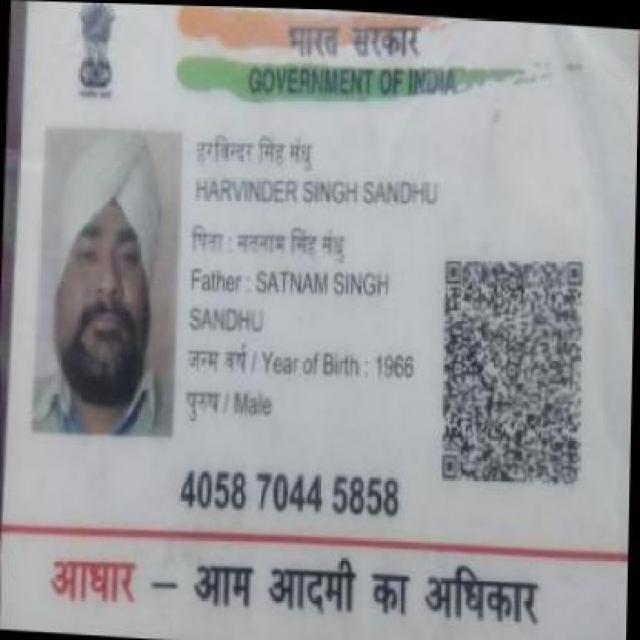 भारत सरकार
GOVERNMENT OF INDIA
हरविन्दर सिंह संधु
HARVINDER SINGH SANDHU
पिता : सतनाम सिंह संधु
Father : SATNAM SINGH
SANDHU
जन्म वर्ष / Year of Birth : 1966
पुरुष / Male
4058 7044 5858
आधार – आम आदमी का अधिकार